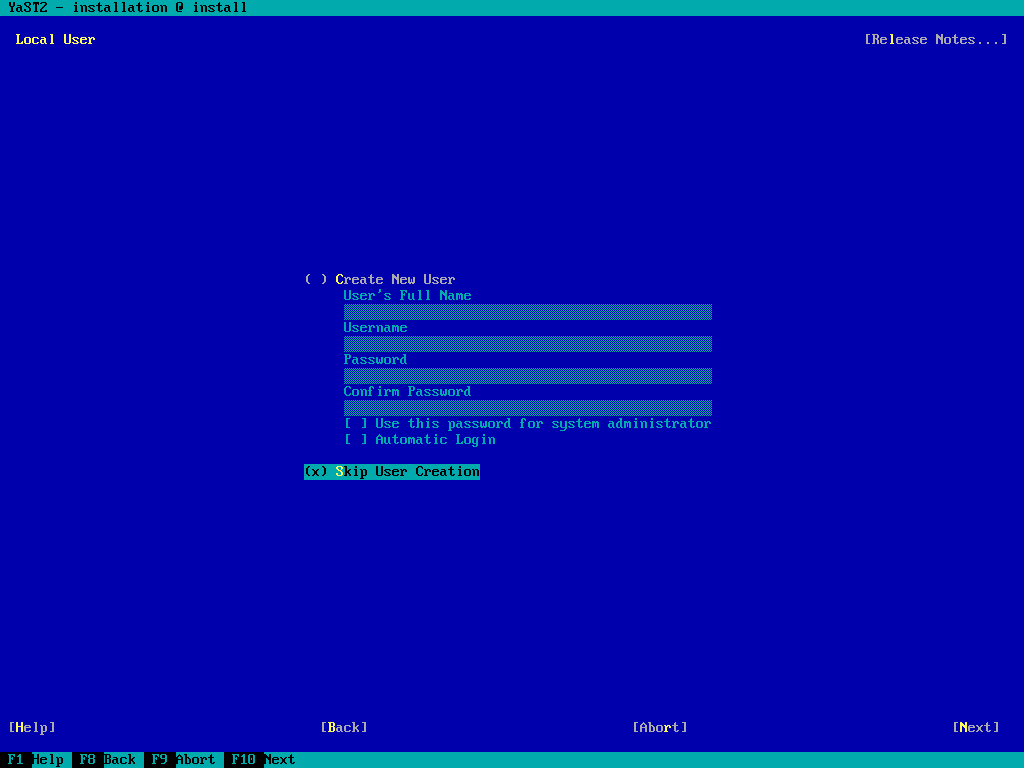 YaST2 - installation @ install
Local User [Release Notes...]
( ) Create New User
User's Full Name
Username
Password
Confirm Password
[ ] Use this password for system administrator
[ ] Automatic Login
(x) Skip User Creation
[Help] [Back] [Abort] [Next]
F1 Help F8 Back F9 Abort F10 Next